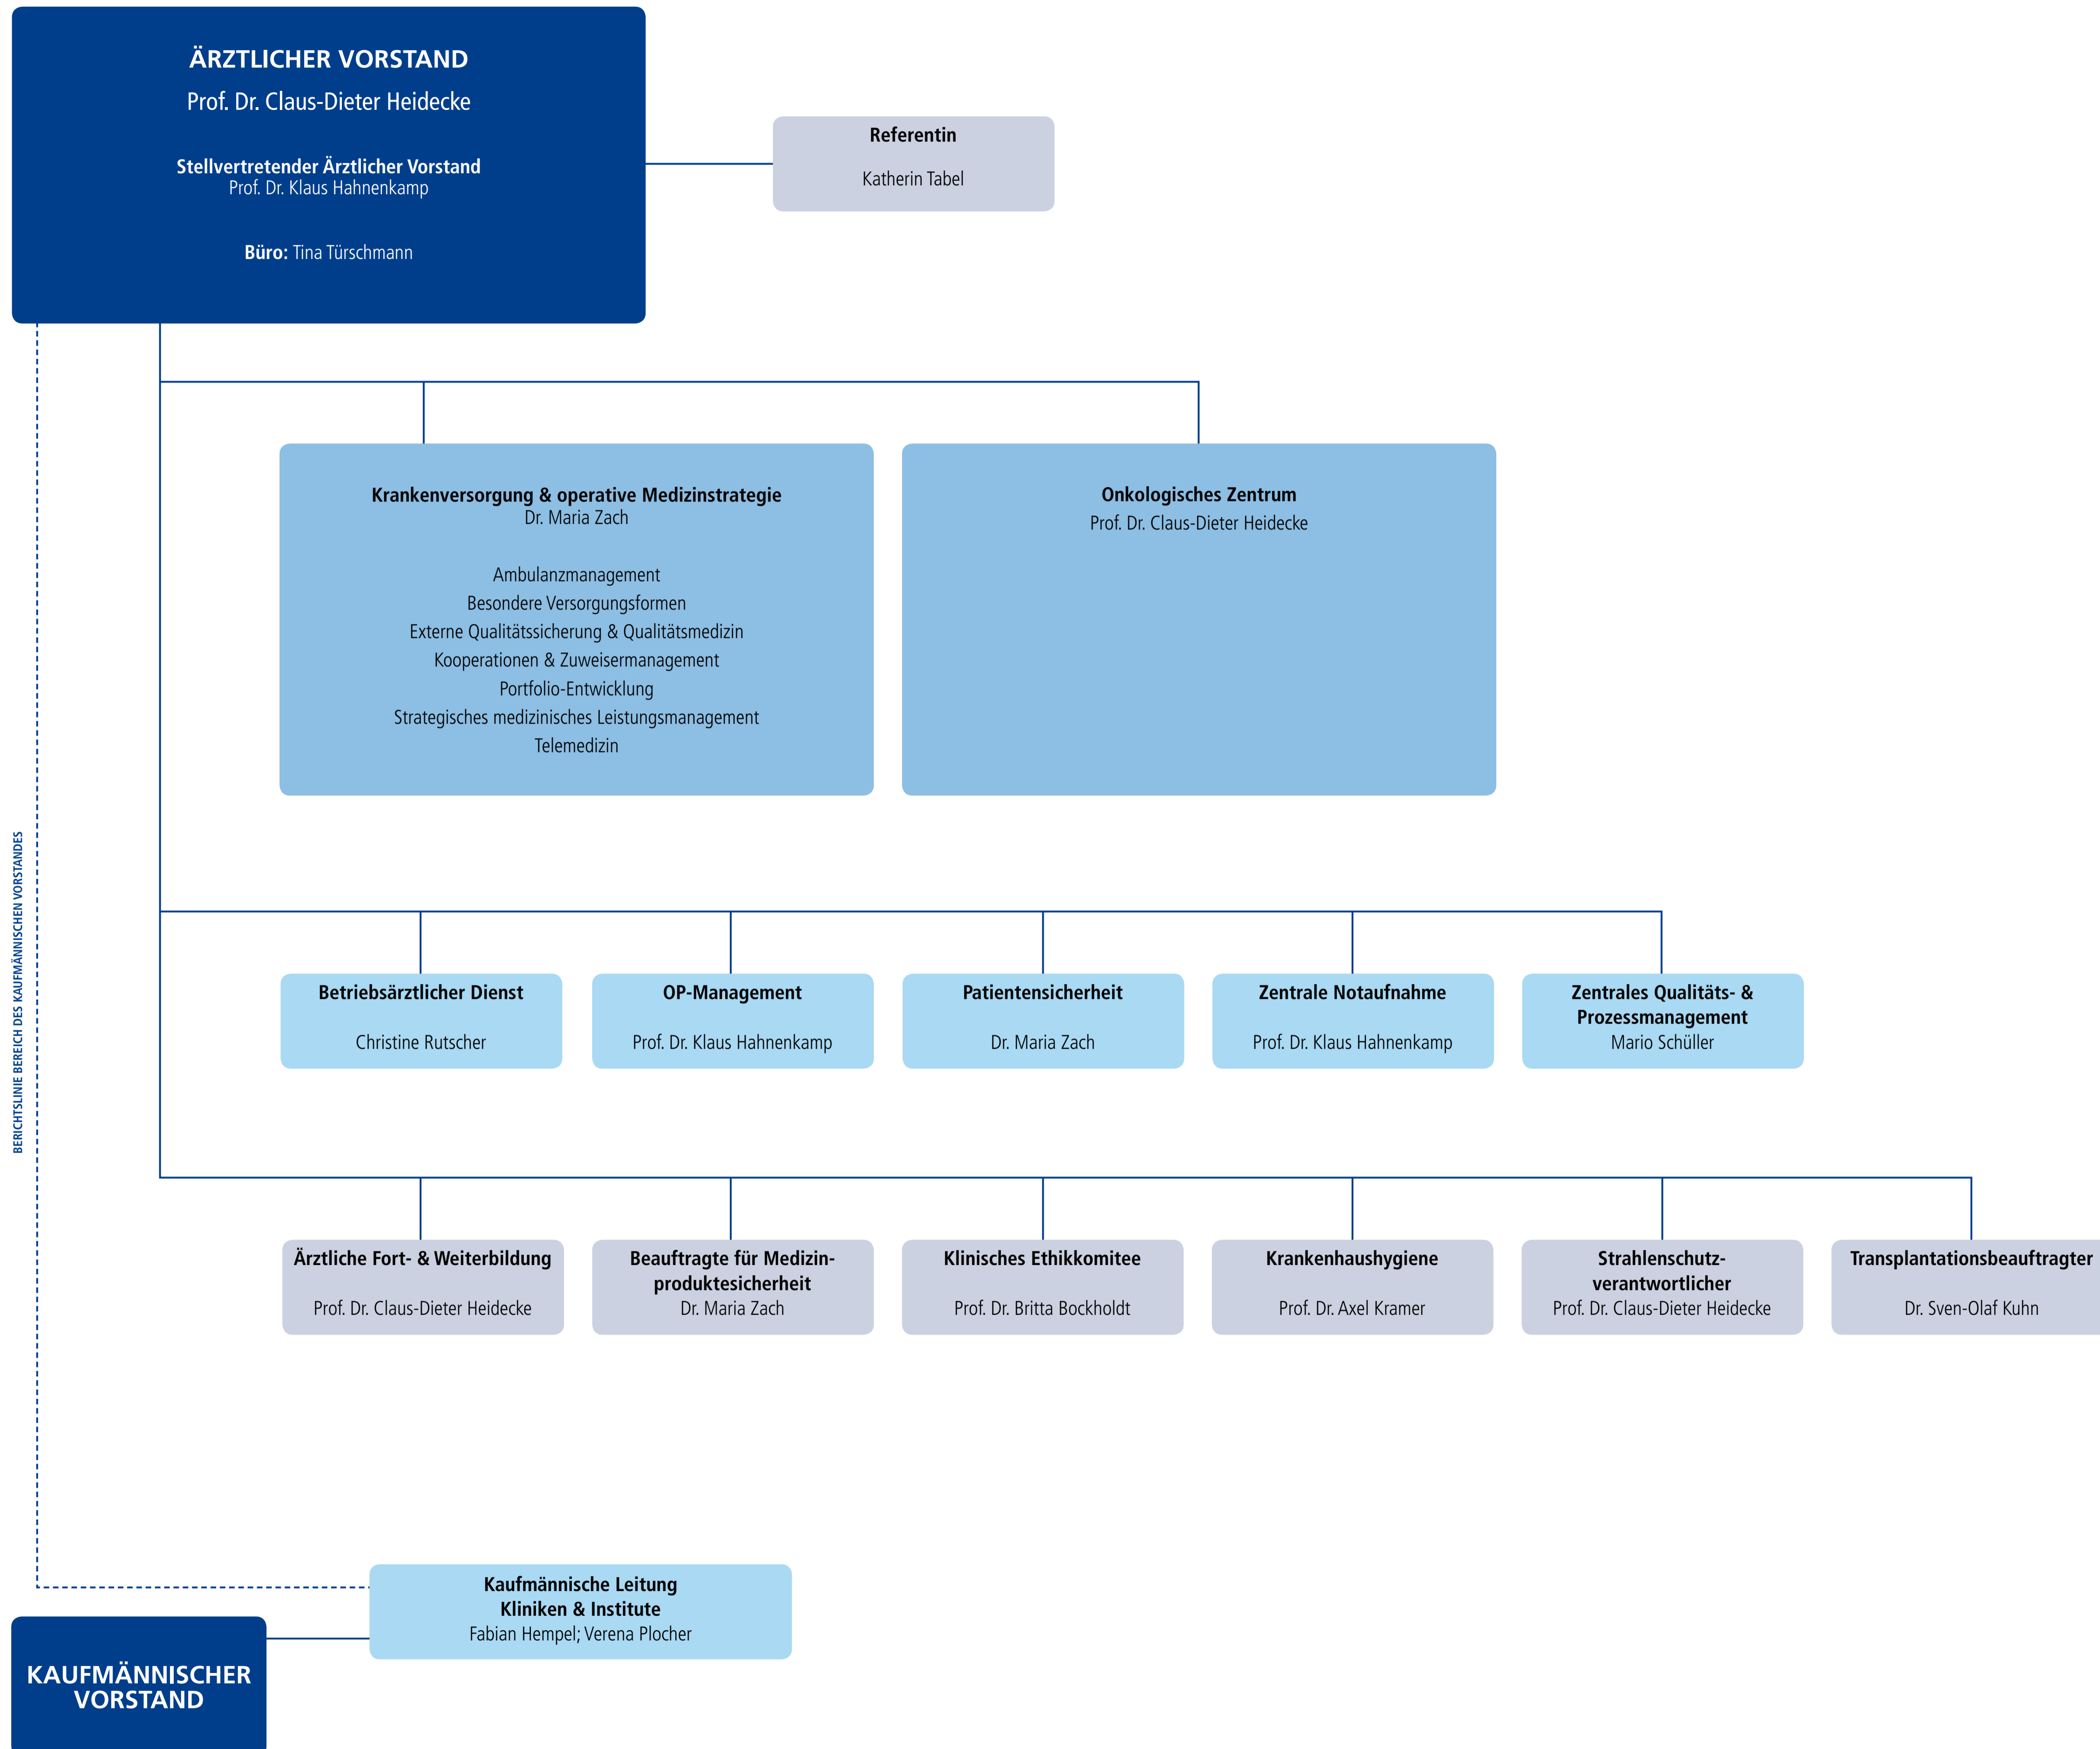 ÄRZTLICHER VORSTAND
Prof. Dr. Claus-Dieter Heidecke
Stellvertretender Ärztlicher Vorstand
Prof. Dr. Klaus Hahnenkamp
Büro: Tina Türschmann
Referentin
Katherin Tabel
Krankenversorgung & operative Medizinstrategie
Dr. Maria Zach
Ambulanzmanagement
Besondere Versorgungsformen
Externe Qualitätssicherung & Qualitätsmedizin
Kooperationen & Zuweisermanagement
Portfolio-Entwicklung
Strategisches medizinisches Leistungsmanagement
Telemedizin
Onkologisches Zentrum
Prof. Dr. Claus-Dieter Heidecke
BERICHTSLINIE BEREICH DES KAUFMÄNNISCHEN VORSTANDES
Betriebsärztlicher Dienst
Christine Rutscher
OP-Management
Prof. Dr. Klaus Hahnenkamp
Patientensicherheit
Dr. Maria Zach
Zentrale Notaufnahme
Prof. Dr. Klaus Hahnenkamp
Zentrales Qualitäts- &
Prozessmanagement
Mario Schüller
Ärztliche Fort- & Weiterbildung
Prof. Dr. Claus-Dieter Heidecke
Beauftragte für Medizin-
produktesicherheit
Dr. Maria Zach
Klinisches Ethikkomitee
Prof. Dr. Britta Bockholdt
Krankenhaushygiene
Prof. Dr. Axel Kramer
Strahlenschutz-
verantwortlicher
Prof. Dr. Claus-Dieter Heidecke
Transplantationsbeauftragter
Dr. Sven-Olaf Kuhn
Kaufmännische Leitung
Kliniken & Institute
Fabian Hempel; Verena Plocher
KAUFMÄNNISCHER
VORSTAND